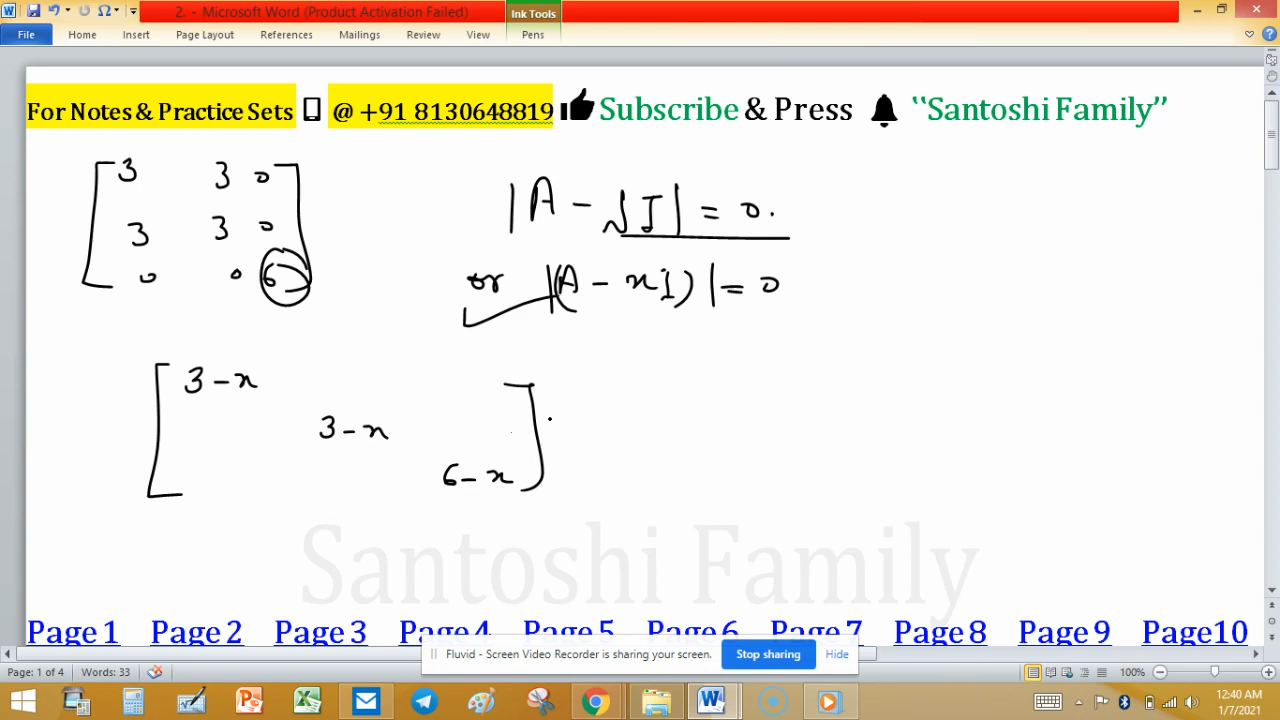 2. - Microsoft Word (Product Activation Failed)
Ink Tools
File Home Insert Page Layout References Mailings Review View Pens
For Notes & Practice Sets @ +91 8130648819 Subscribe & Press “Santoshi Family”
3 3 0
3 3 0
0 0 6
|A - λI| = 0.
or |(A - xI)| = 0
3-x
3-x
6-x
Santoshi Family
Page 1 Page 2 Page 3 Page 4 Page 5 Page 6 Page 7 Page 8 Page 9 Page10
Fluvid - Screen Video Recorder is sharing your screen. Stop sharing Hide
Page: 1 of 4 Words: 33 100%
12:40 AM
1/7/2021